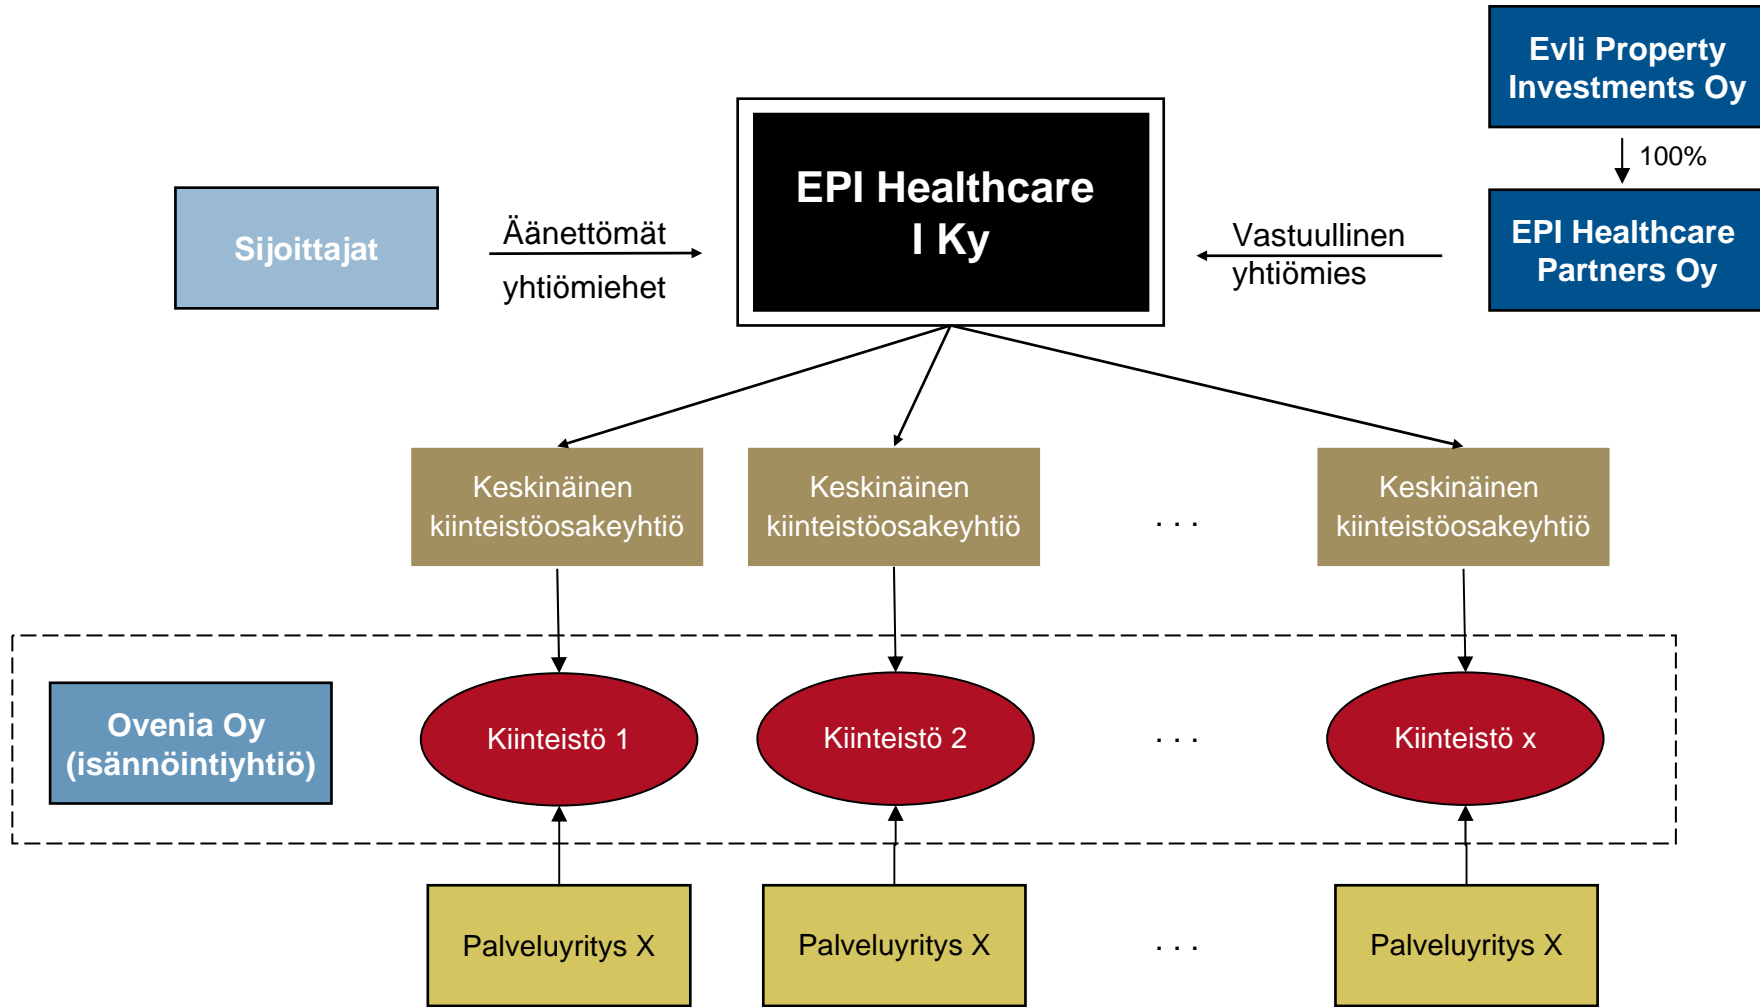 Evli Property
Investments Oy
100%
EPI Healthcare
I Ky
Sijoittajat
Äänettömät
yhtiömiehet
Vastuullinen
yhtiömies
EPI Healthcare
Partners Oy
Keskinäinen
kiinteistöosakeyhtiö
Keskinäinen
kiinteistöosakeyhtiö
. . .
Keskinäinen
kiinteistöosakeyhtiö
Ovenia Oy
(isännöintiyhtiö)
Kiinteistö 1
Kiinteistö 2
. . .
Kiinteistö x
Palveluyritys X
Palveluyritys X
. . .
Palveluyritys X